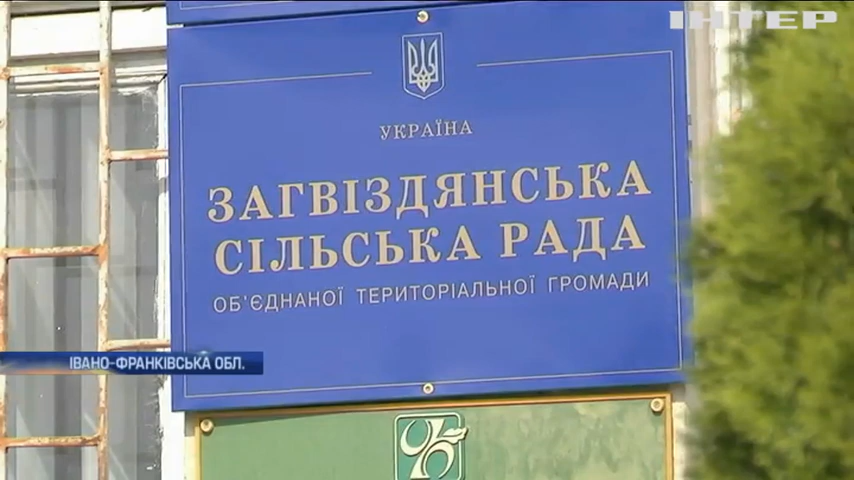 ІНТЕР
УКРАЇНА
ЗАГВІЗДЯНСЬКА
СІЛЬСЬКА РАДА
ОБ'ЄДНАНОЇ ТЕРИТОРІАЛЬНОЇ ГРОМАДИ
ІВАНО-ФРАНКІВСЬКА ОБЛ.